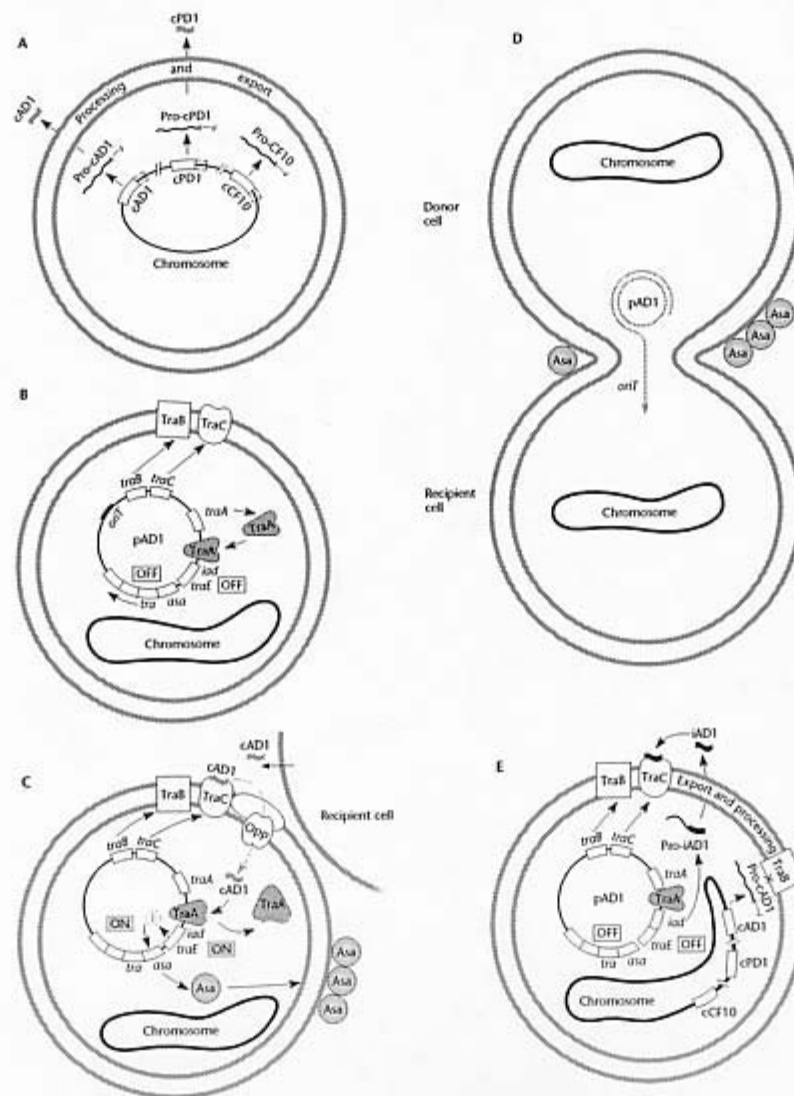 A
cPD1
cAD1
Processing
and
export
Pro-cAD1
Pro-cPD1
Pro-CF10
cAD1
cPD1
cCF10
Chromosome
B
TraB
TraC
traB
traC
oriT
traA
TraA
pAD1
TraA
iad
OFF
traE
OFF
tra
asa
Chromosome
C
cAD1
cAD1
TraB
TraC
Recipient cell
Opp
traB
traC
traA
cAD1
TraA
TraA
ON
iad
traE
ON
tra
asa
Asa
Asa
Asa
Asa
Chromosome
D
Chromosome
Donor
cell
pAD1
Asa
Asa
Asa
Asa
oriT
Recipient
cell
Chromosome
E
iAD1
TraB
TraC
Export and processing
traB
traC
Pro-iAD1
TraB
Pro-cAD1
traA
pAD1
TraA
iad
cAD1
OFF
traE
OFF
tra
asa
cPD1
Chromosome
cCF10